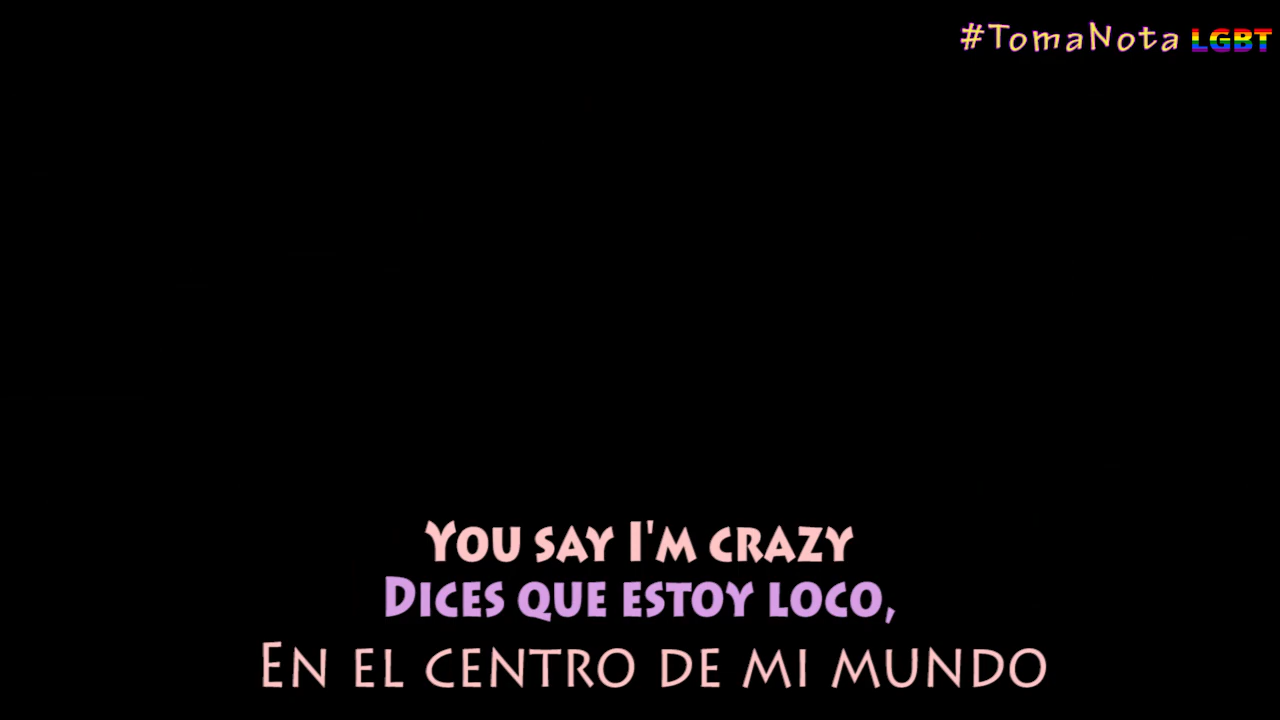 #TomaNota LGBT
You say I'm crazy
Dices que estoy loco,
En el centro de mi mundo